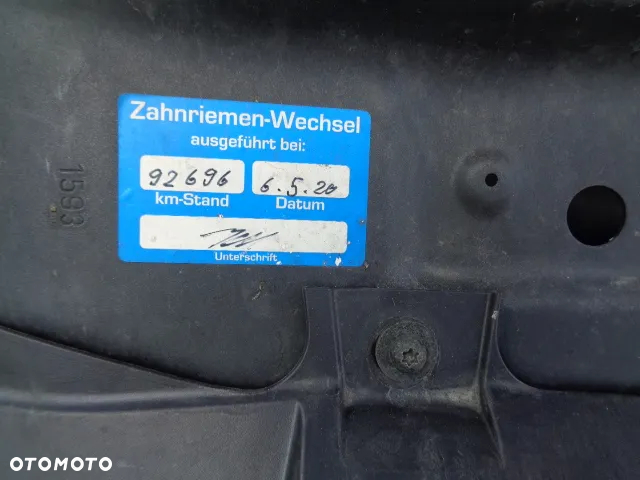 Zahnriemen-Wechsel
ausgeführt bei:
92696 6.5.20
km-Stand Datum
Unterschrift
1593
OTOMOTO